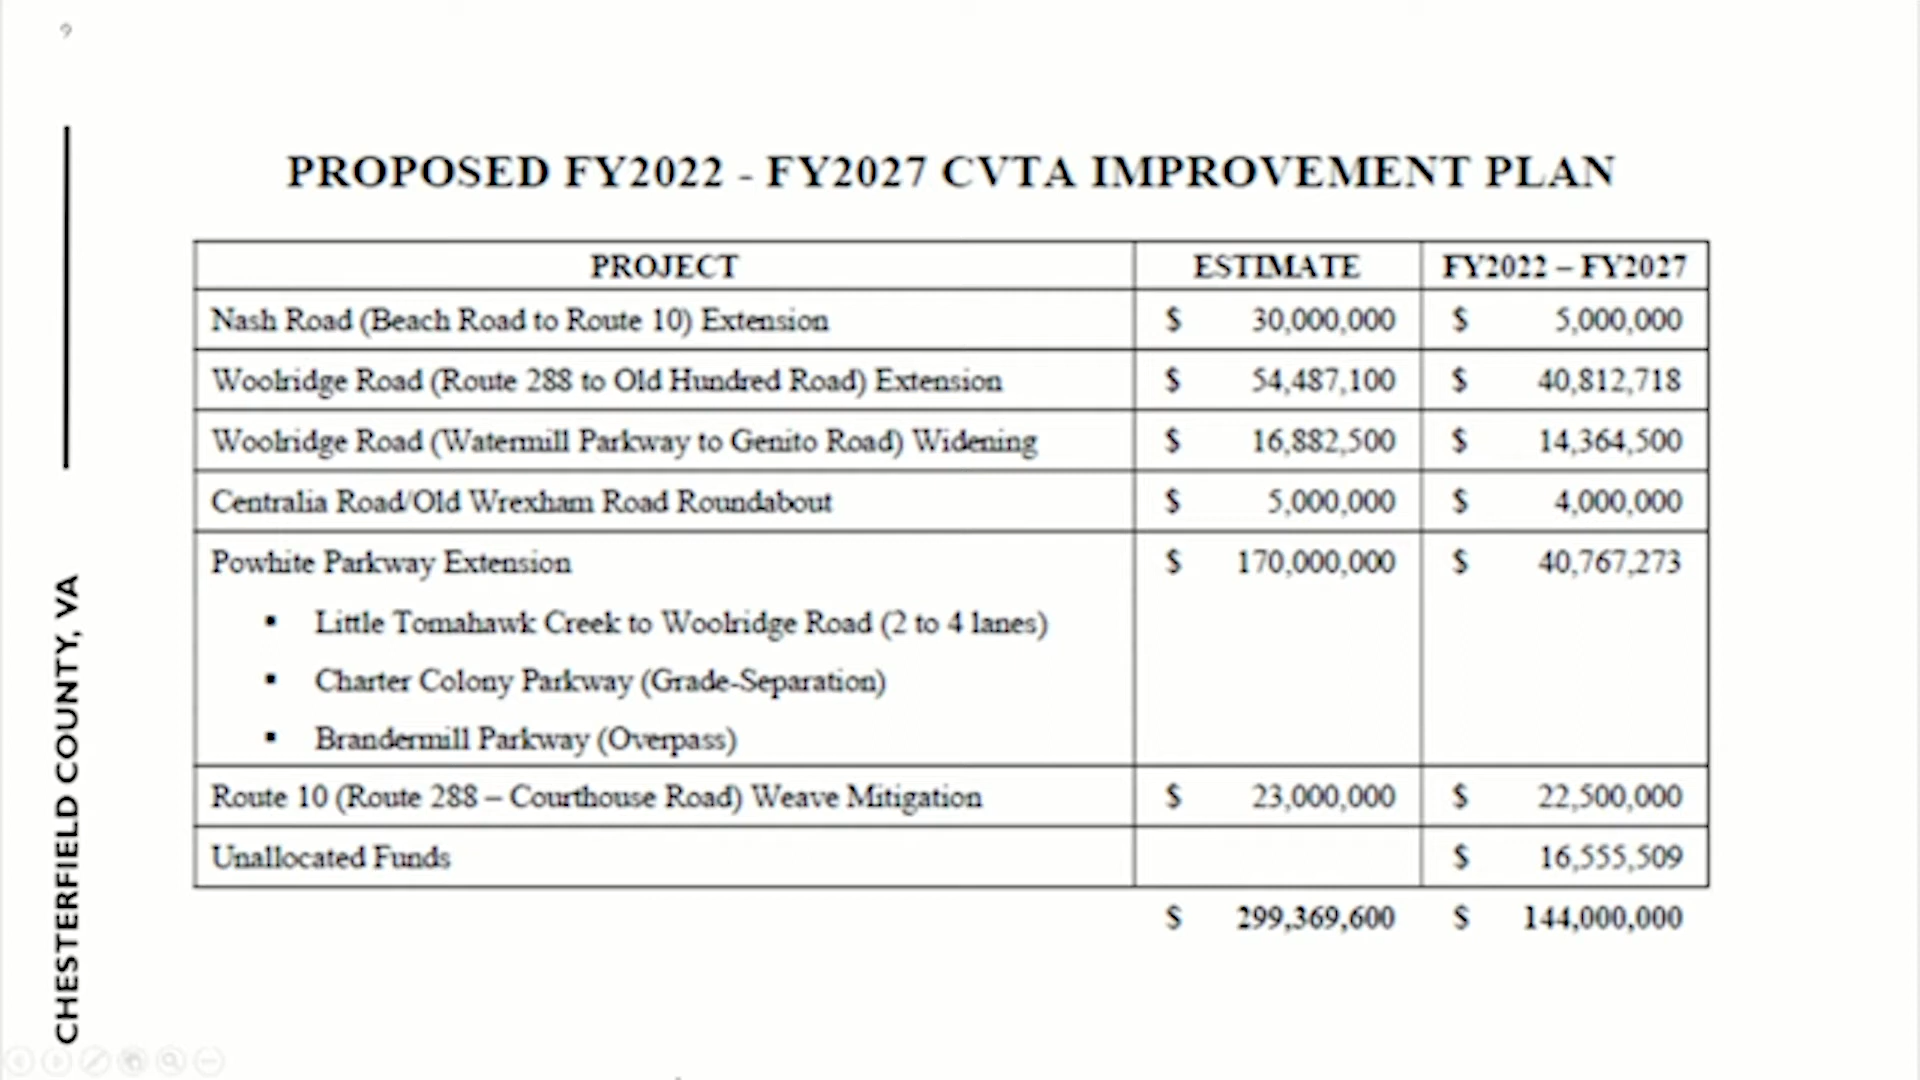 9
PROPOSED FY2022 - FY2027 CVTA IMPROVEMENT PLAN
PROJECT ESTIMATE FY2022 – FY2027
Nash Road (Beach Road to Route 10) Extension $ 30,000,000 $ 5,000,000
Woolridge Road (Route 288 to Old Hundred Road) Extension $ 54,487,100 $ 40,812,718
Woolridge Road (Watermill Parkway to Genito Road) Widening $ 16,882,500 $ 14,364,500
Centralia Road/Old Wrexham Road Roundabout $ 5,000,000 $ 4,000,000
Powhite Parkway Extension $ 170,000,000 $ 40,767,273
▪ Little Tomahawk Creek to Woolridge Road (2 to 4 lanes)
▪ Charter Colony Parkway (Grade-Separation)
▪ Brandermill Parkway (Overpass)
Route 10 (Route 288 – Courthouse Road) Weave Mitigation $ 23,000,000 $ 22,500,000
Unallocated Funds $ 16,555,509
$ 299,369,600 $ 144,000,000
CHESTERFIELD COUNTY, VA